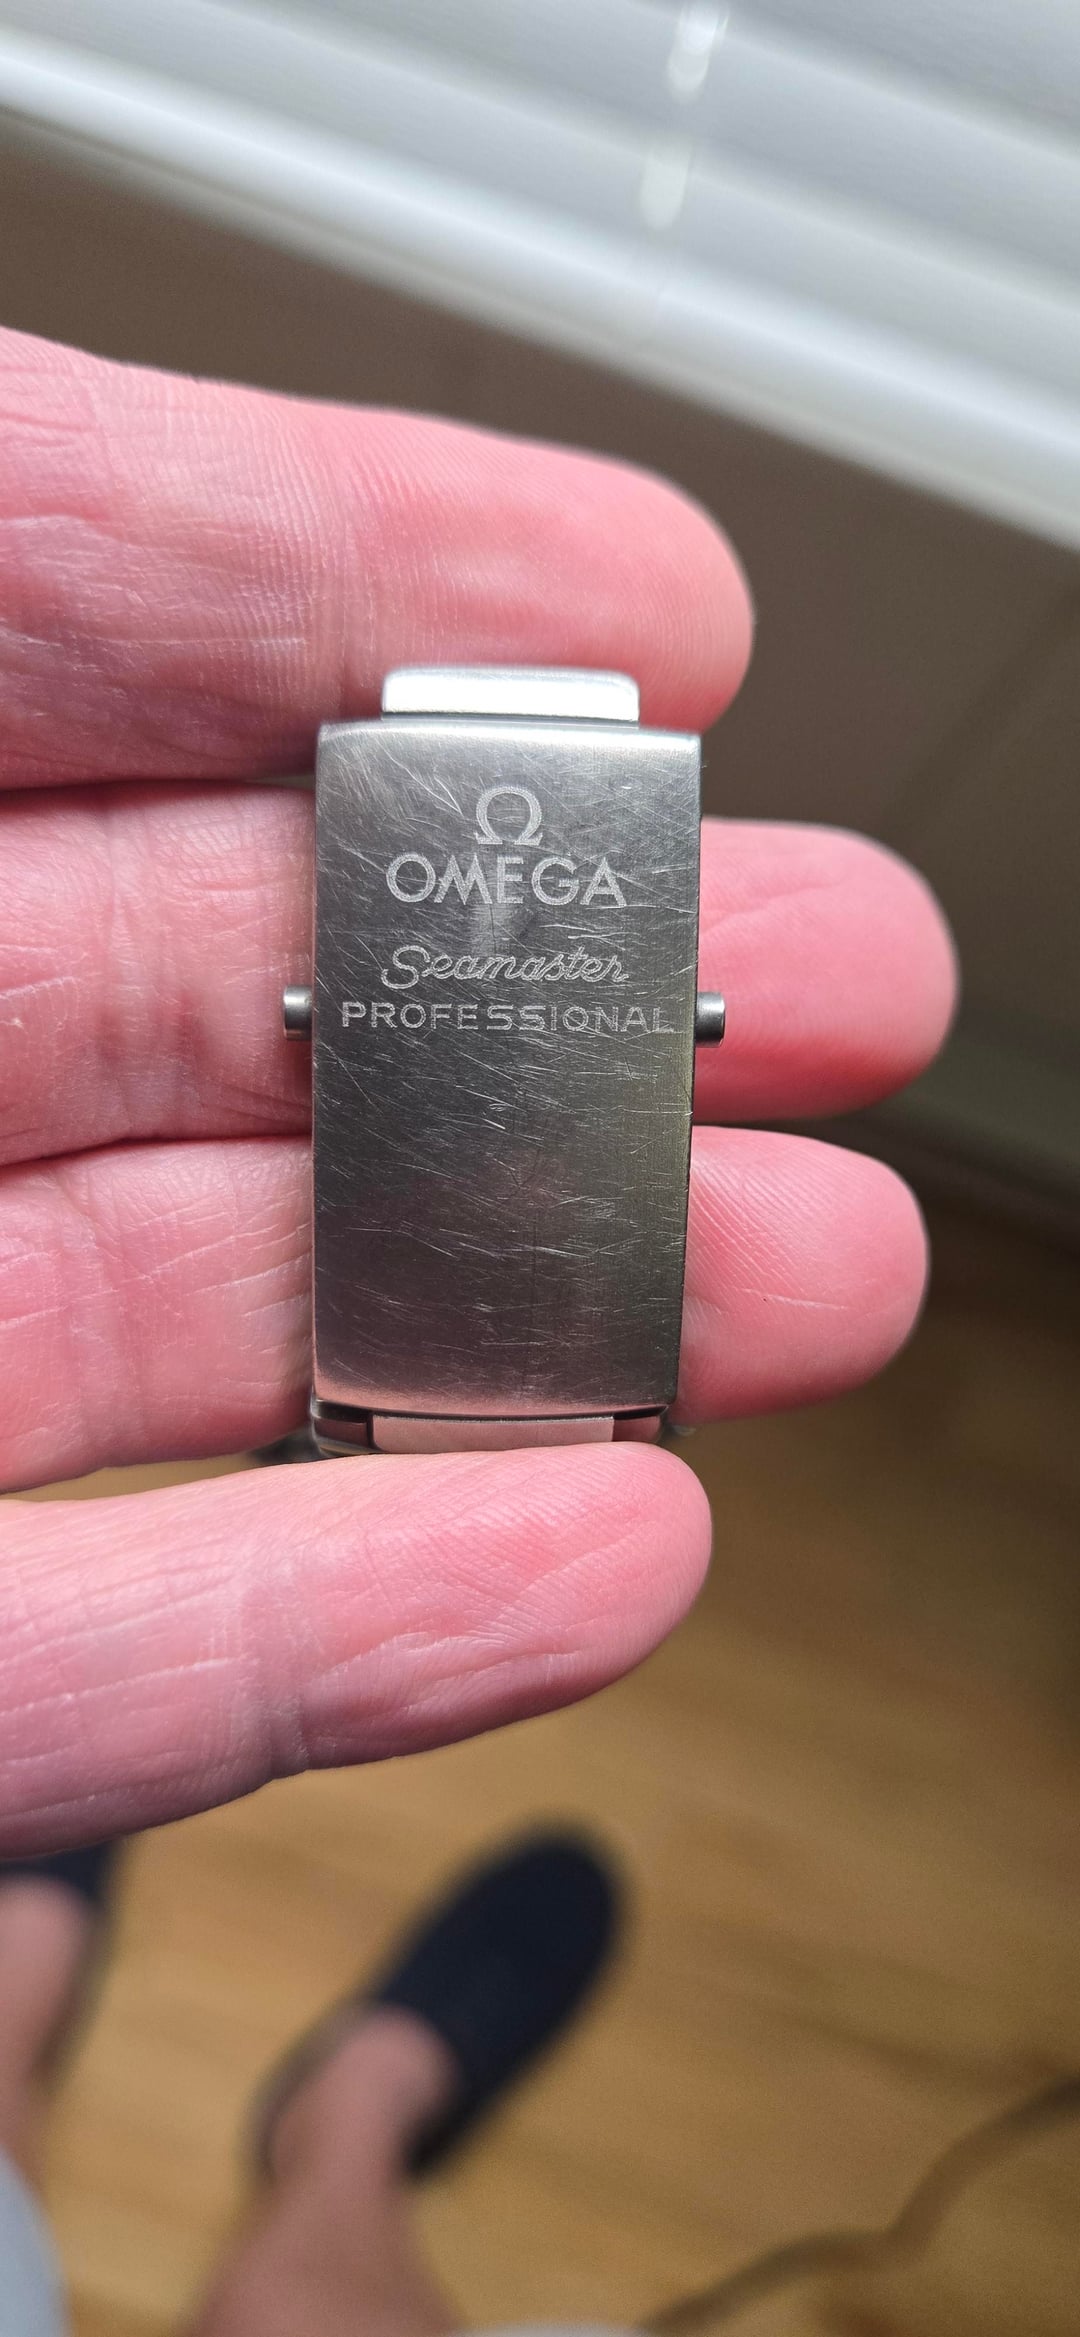 Ω
OMEGA
Seamaster
PROFESSIONAL